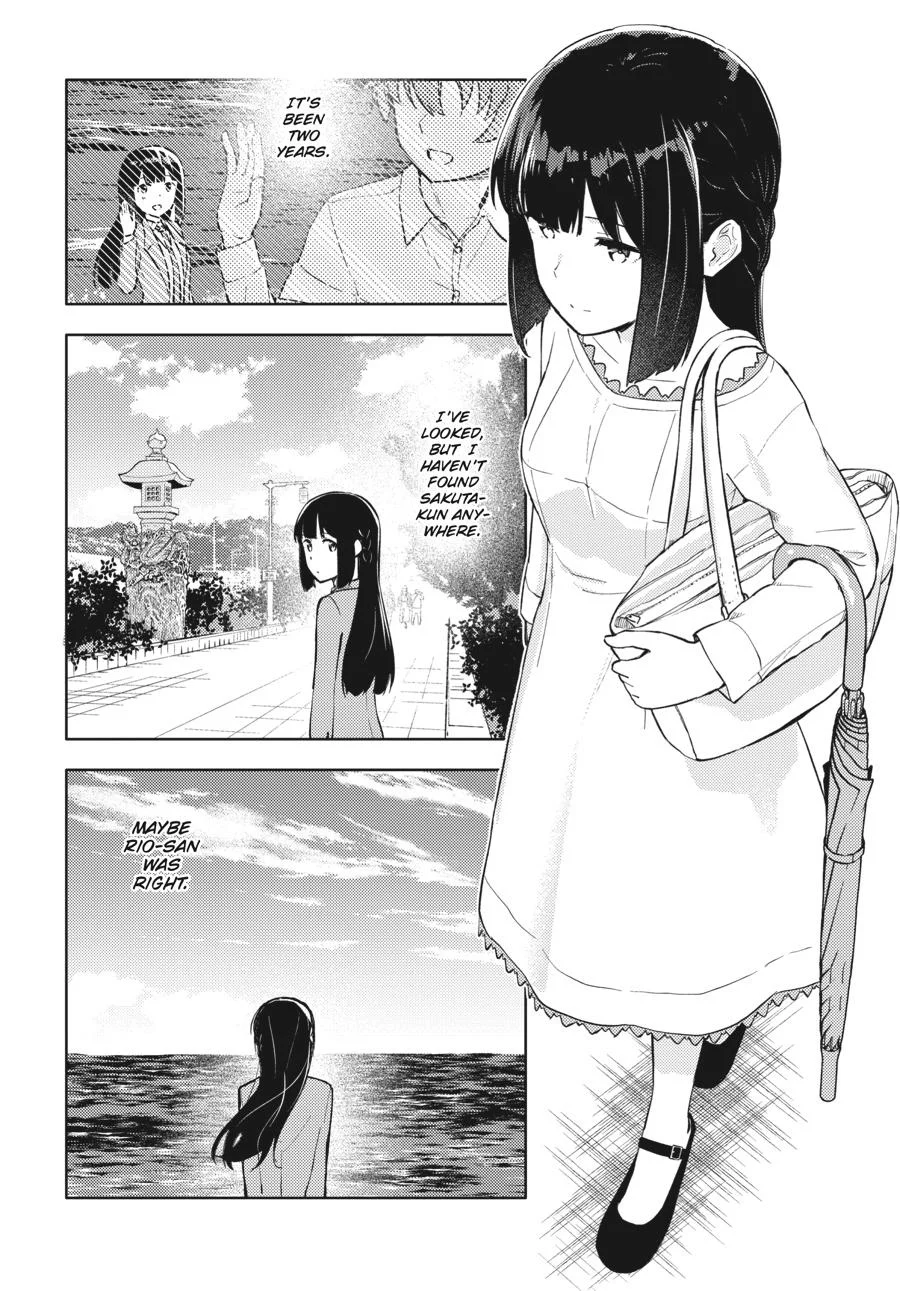 IT'S
BEEN
TWO
YEARS.
I'VE
LOOKED,
BUT I
HAVEN'T
FOUND
SAKUTA-
KUN ANY-
WHERE.
MAYBE
RIO-SAN
WAS
RIGHT.